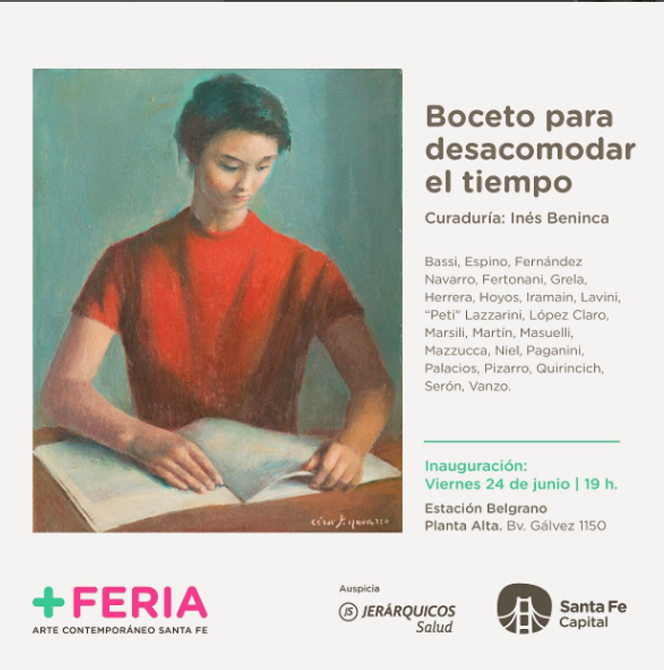 Boceto para
desacomodar
el tiempo
Curaduría: Inés Beninca
Bassi, Espino, Fernández
Navarro, Fertonani, Grela,
Herrera, Hoyos, Iramain, Lavini,
“Peti” Lazzarini, López Claro,
Marsili, Martín, Masuelli,
Mazzucca, Niel, Paganini,
Palacios, Pizarro, Quirincich,
Serón, Vanzo.
Inauguración:
Viernes 24 de junio | 19 h.
Estación Belgrano
Planta Alta. Bv. Gálvez 1150
César F. Navarro
+FERIA
ARTE CONTEMPORÁNEO SANTA FE
Auspicia
JS JERÁRQUICOS
Salud
Santa Fe
Capital